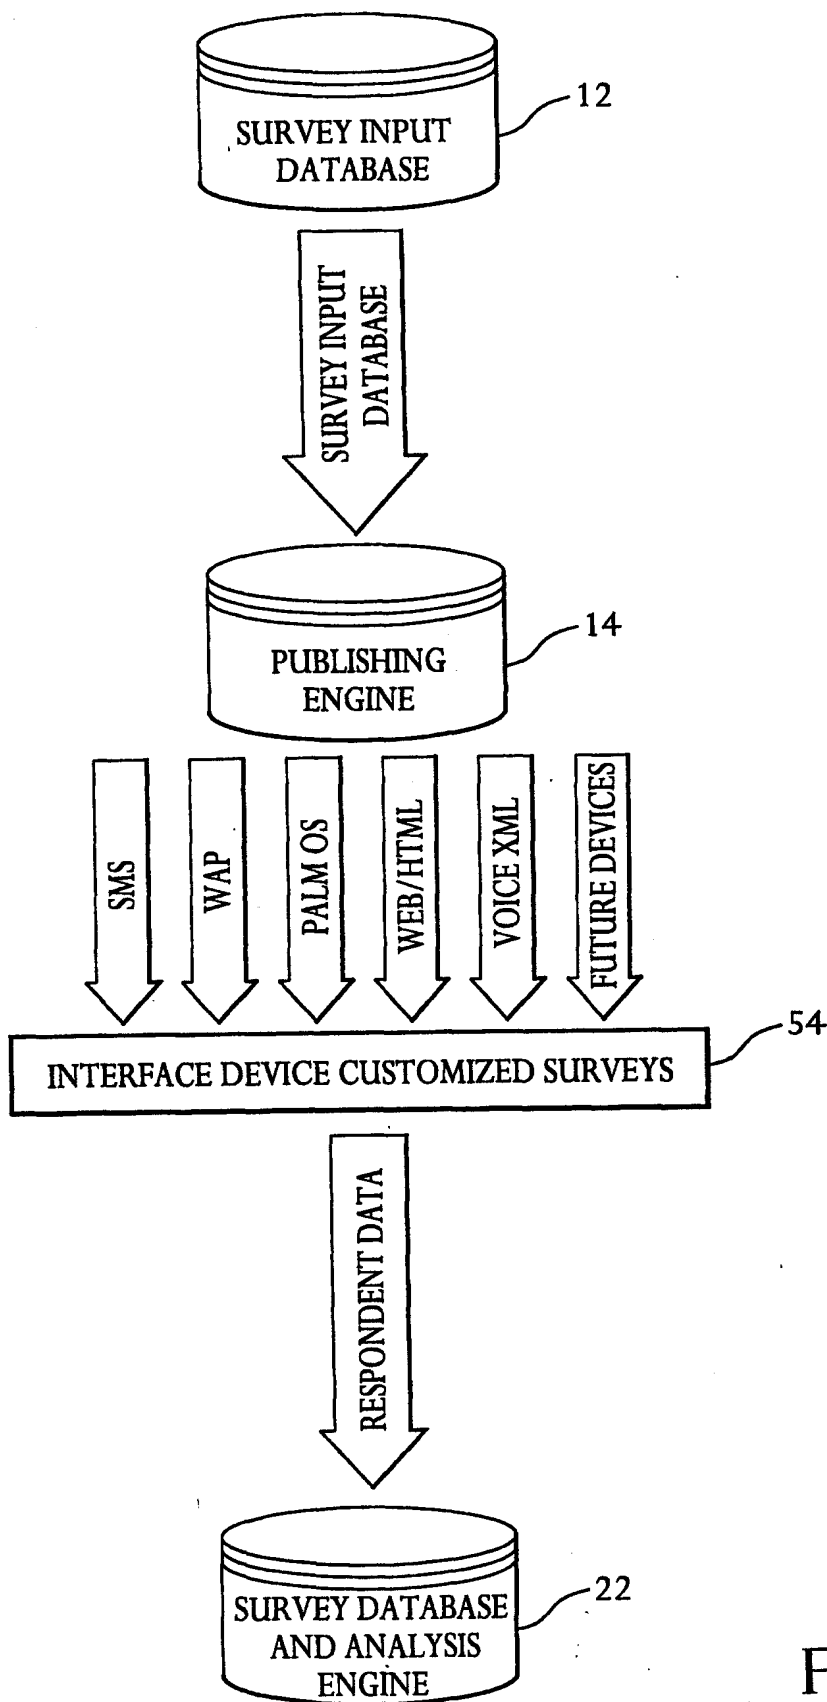 12
SURVEY INPUT
DATABASE
SURVEY INPUT
DATABASE
14
PUBLISHING
ENGINE
SMS
WAP
PALM OS
WEB/HTML
VOICE XML
FUTURE DEVICES
54
INTERFACE DEVICE CUSTOMIZED SURVEYS
RESPONDENT DATA
22
SURVEY DATABASE
AND ANALYSIS
ENGINE
F